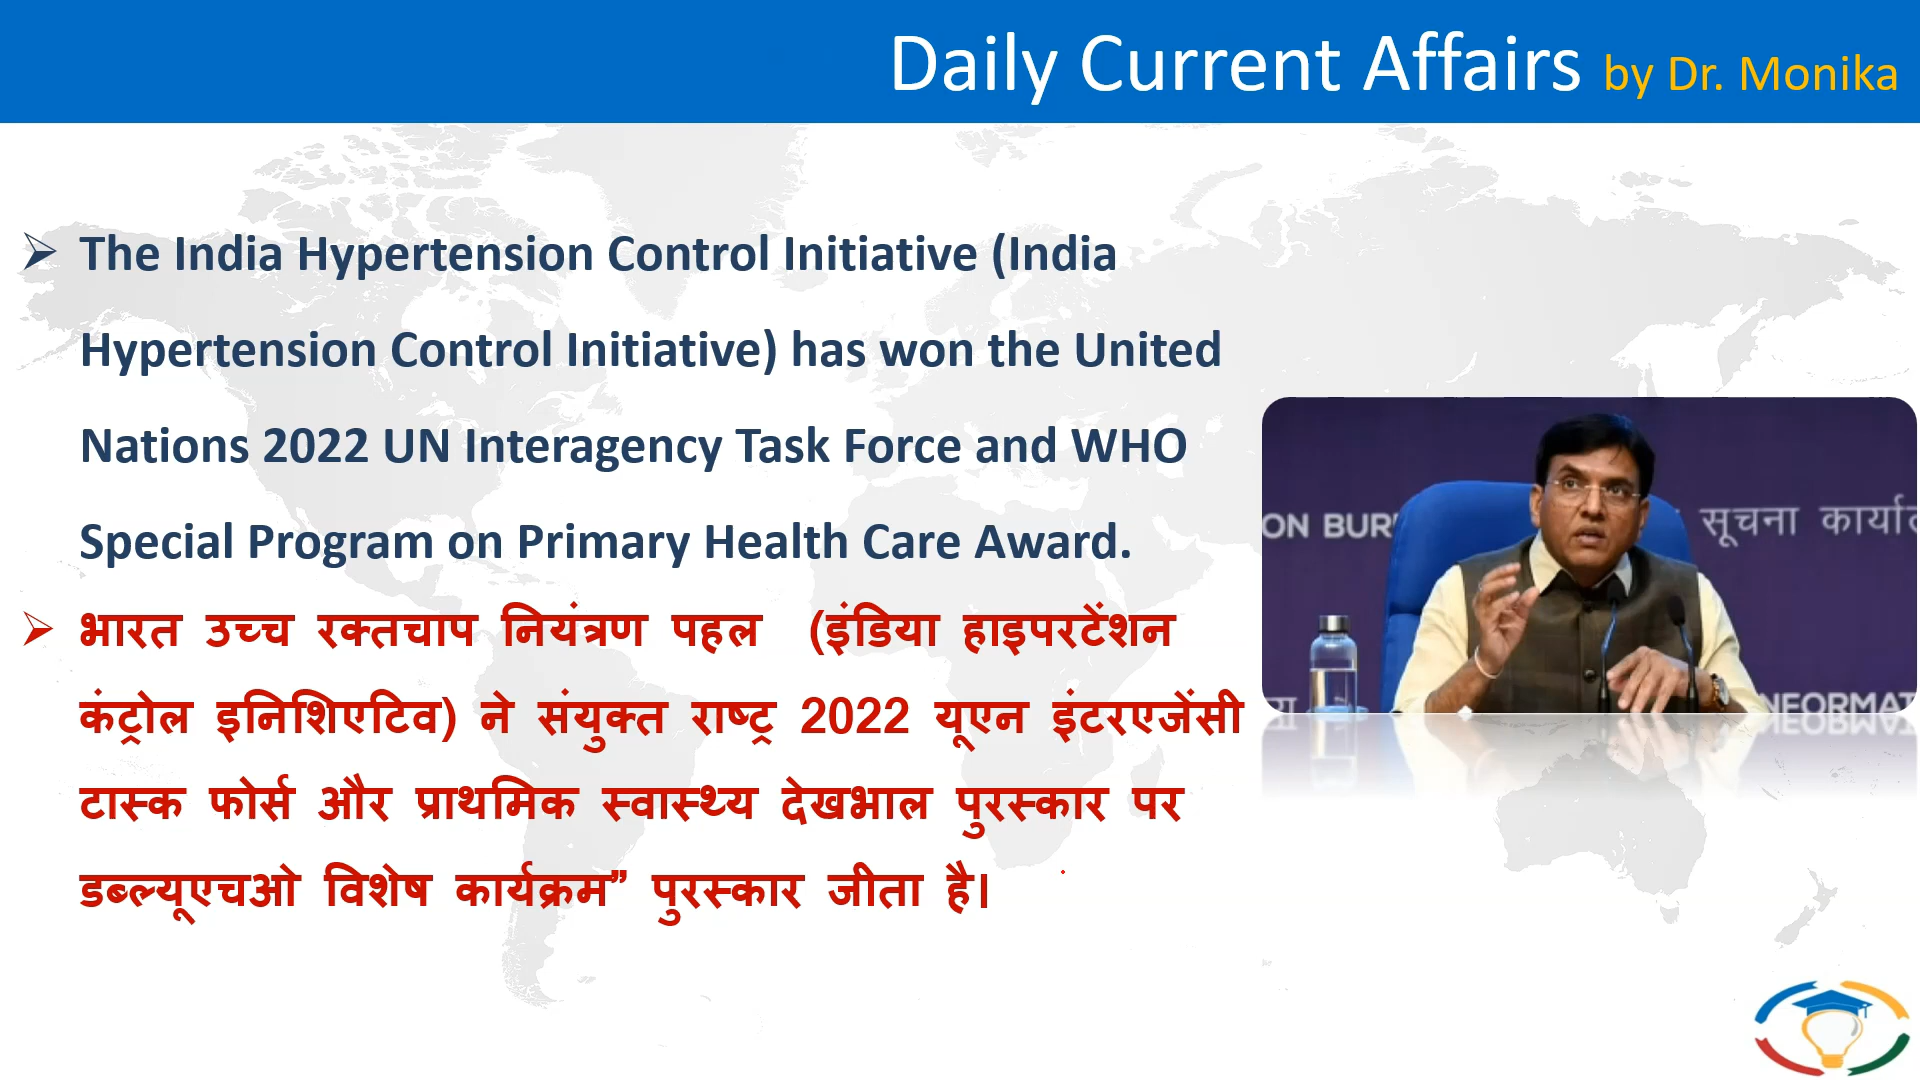 Daily Current Affairs by Dr. Monika
➢ The India Hypertension Control Initiative (India
Hypertension Control Initiative) has won the United
Nations 2022 UN Interagency Task Force and WHO
Special Program on Primary Health Care Award.
➢ भारत उच्च रक्तचाप नियंत्रण पहल (इंडिया हाइपरटेंशन
कंट्रोल इनिशिएटिव) ने संयुक्त राष्ट्र 2022 यूएन इंटरएजेंसी
टास्क फोर्स और प्राथमिक स्वास्थ्य देखभाल पुरस्कार पर
डब्ल्यूएचओ विशेष कार्यक्रम” पुरस्कार जीता है।
ON BUR
सूचना कार्या
NFORMAT